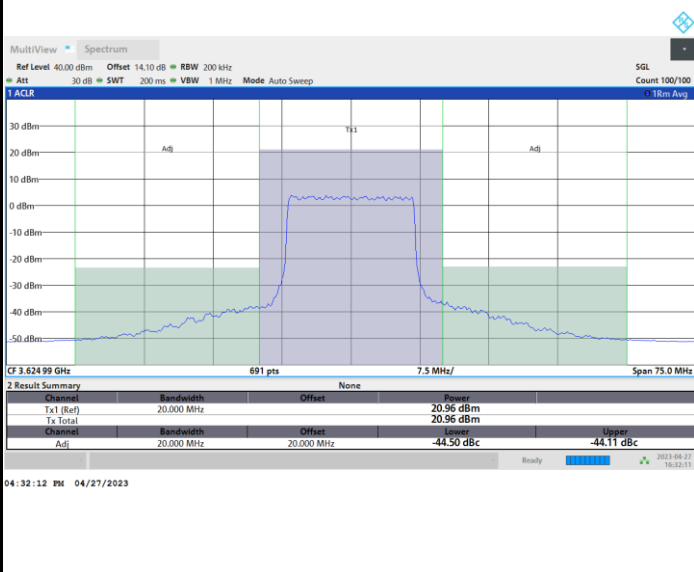 MultiView Spectrum
Ref Level 40.00 dBm Offset 14.10 dB RBW 200 kHz SGL
Att 30 dB SWT 200 ms VBW 1 MHz Mode Auto Sweep Count 100/100
1 ACLR 1Rm Avg
30 dBm
Tx1
Adj Adj
20 dBm
10 dBm
0 dBm
-10 dBm
-20 dBm
-30 dBm
-40 dBm
-50 dBm
CF 3.624 99 GHz 691 pts 7.5 MHz/ Span 75.0 MHz
2 Result Summary None
Channel Bandwidth Offset Power
Tx1 (Ref) 20.000 MHz 20.96 dBm
Tx Total 20.96 dBm
Channel Bandwidth Offset Lower Upper
Adj 20.000 MHz 20.000 MHz -44.50 dBc -44.11 dBc
Ready 2023-04-27
16:32:11
04:32:12 PM 04/27/2023